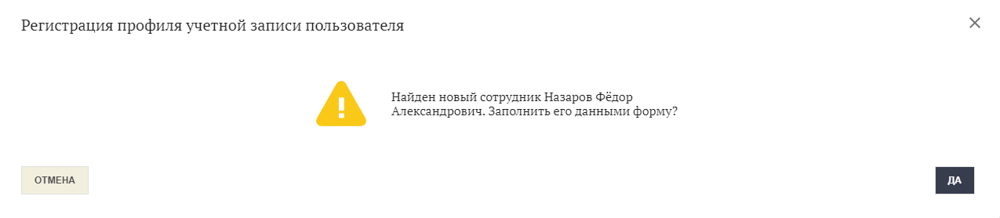 Регистрация профиля учетной записи пользователя
Найден новый сотрудник Назаров Фёдор
Александрович. Заполнить его данными форму?
ОТМЕНА
ДА